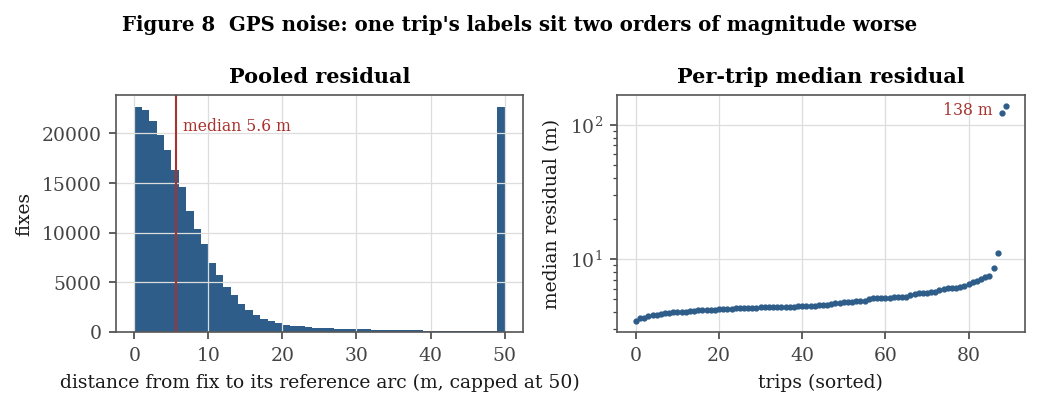 Figure 8  GPS noise: one trip's labels sit two orders of magnitude worse
Pooled residual
median 5.6 m
fixes
20000
15000
10000
5000
0
0 10 20 30 40 50
distance from fix to its reference arc (m, capped at 50)
Per-trip median residual
138 m
median residual (m)
10²
10¹
0 20 40 60 80
trips (sorted)